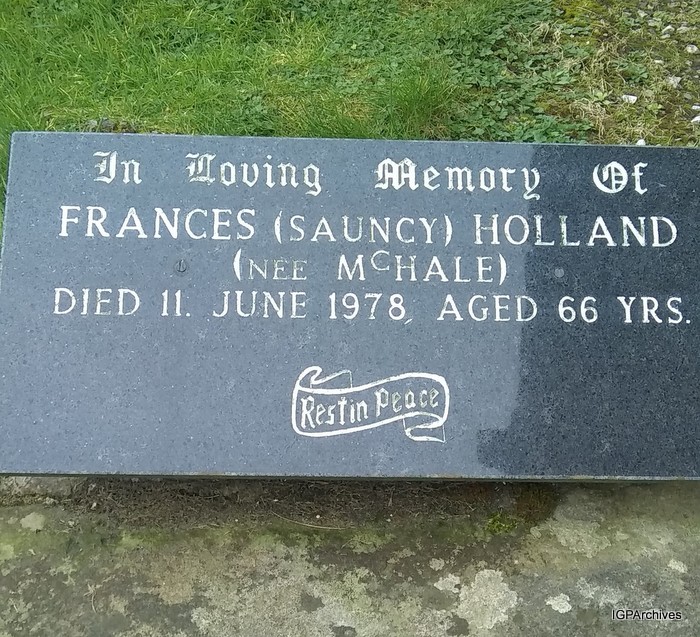 In Loving Memory Of
FRANCES (SAUNCY) HOLLAND
(NEE McHALE)
DIED 11. JUNE 1978, AGED 66 YRS.
Rest in Peace
IGPArchives